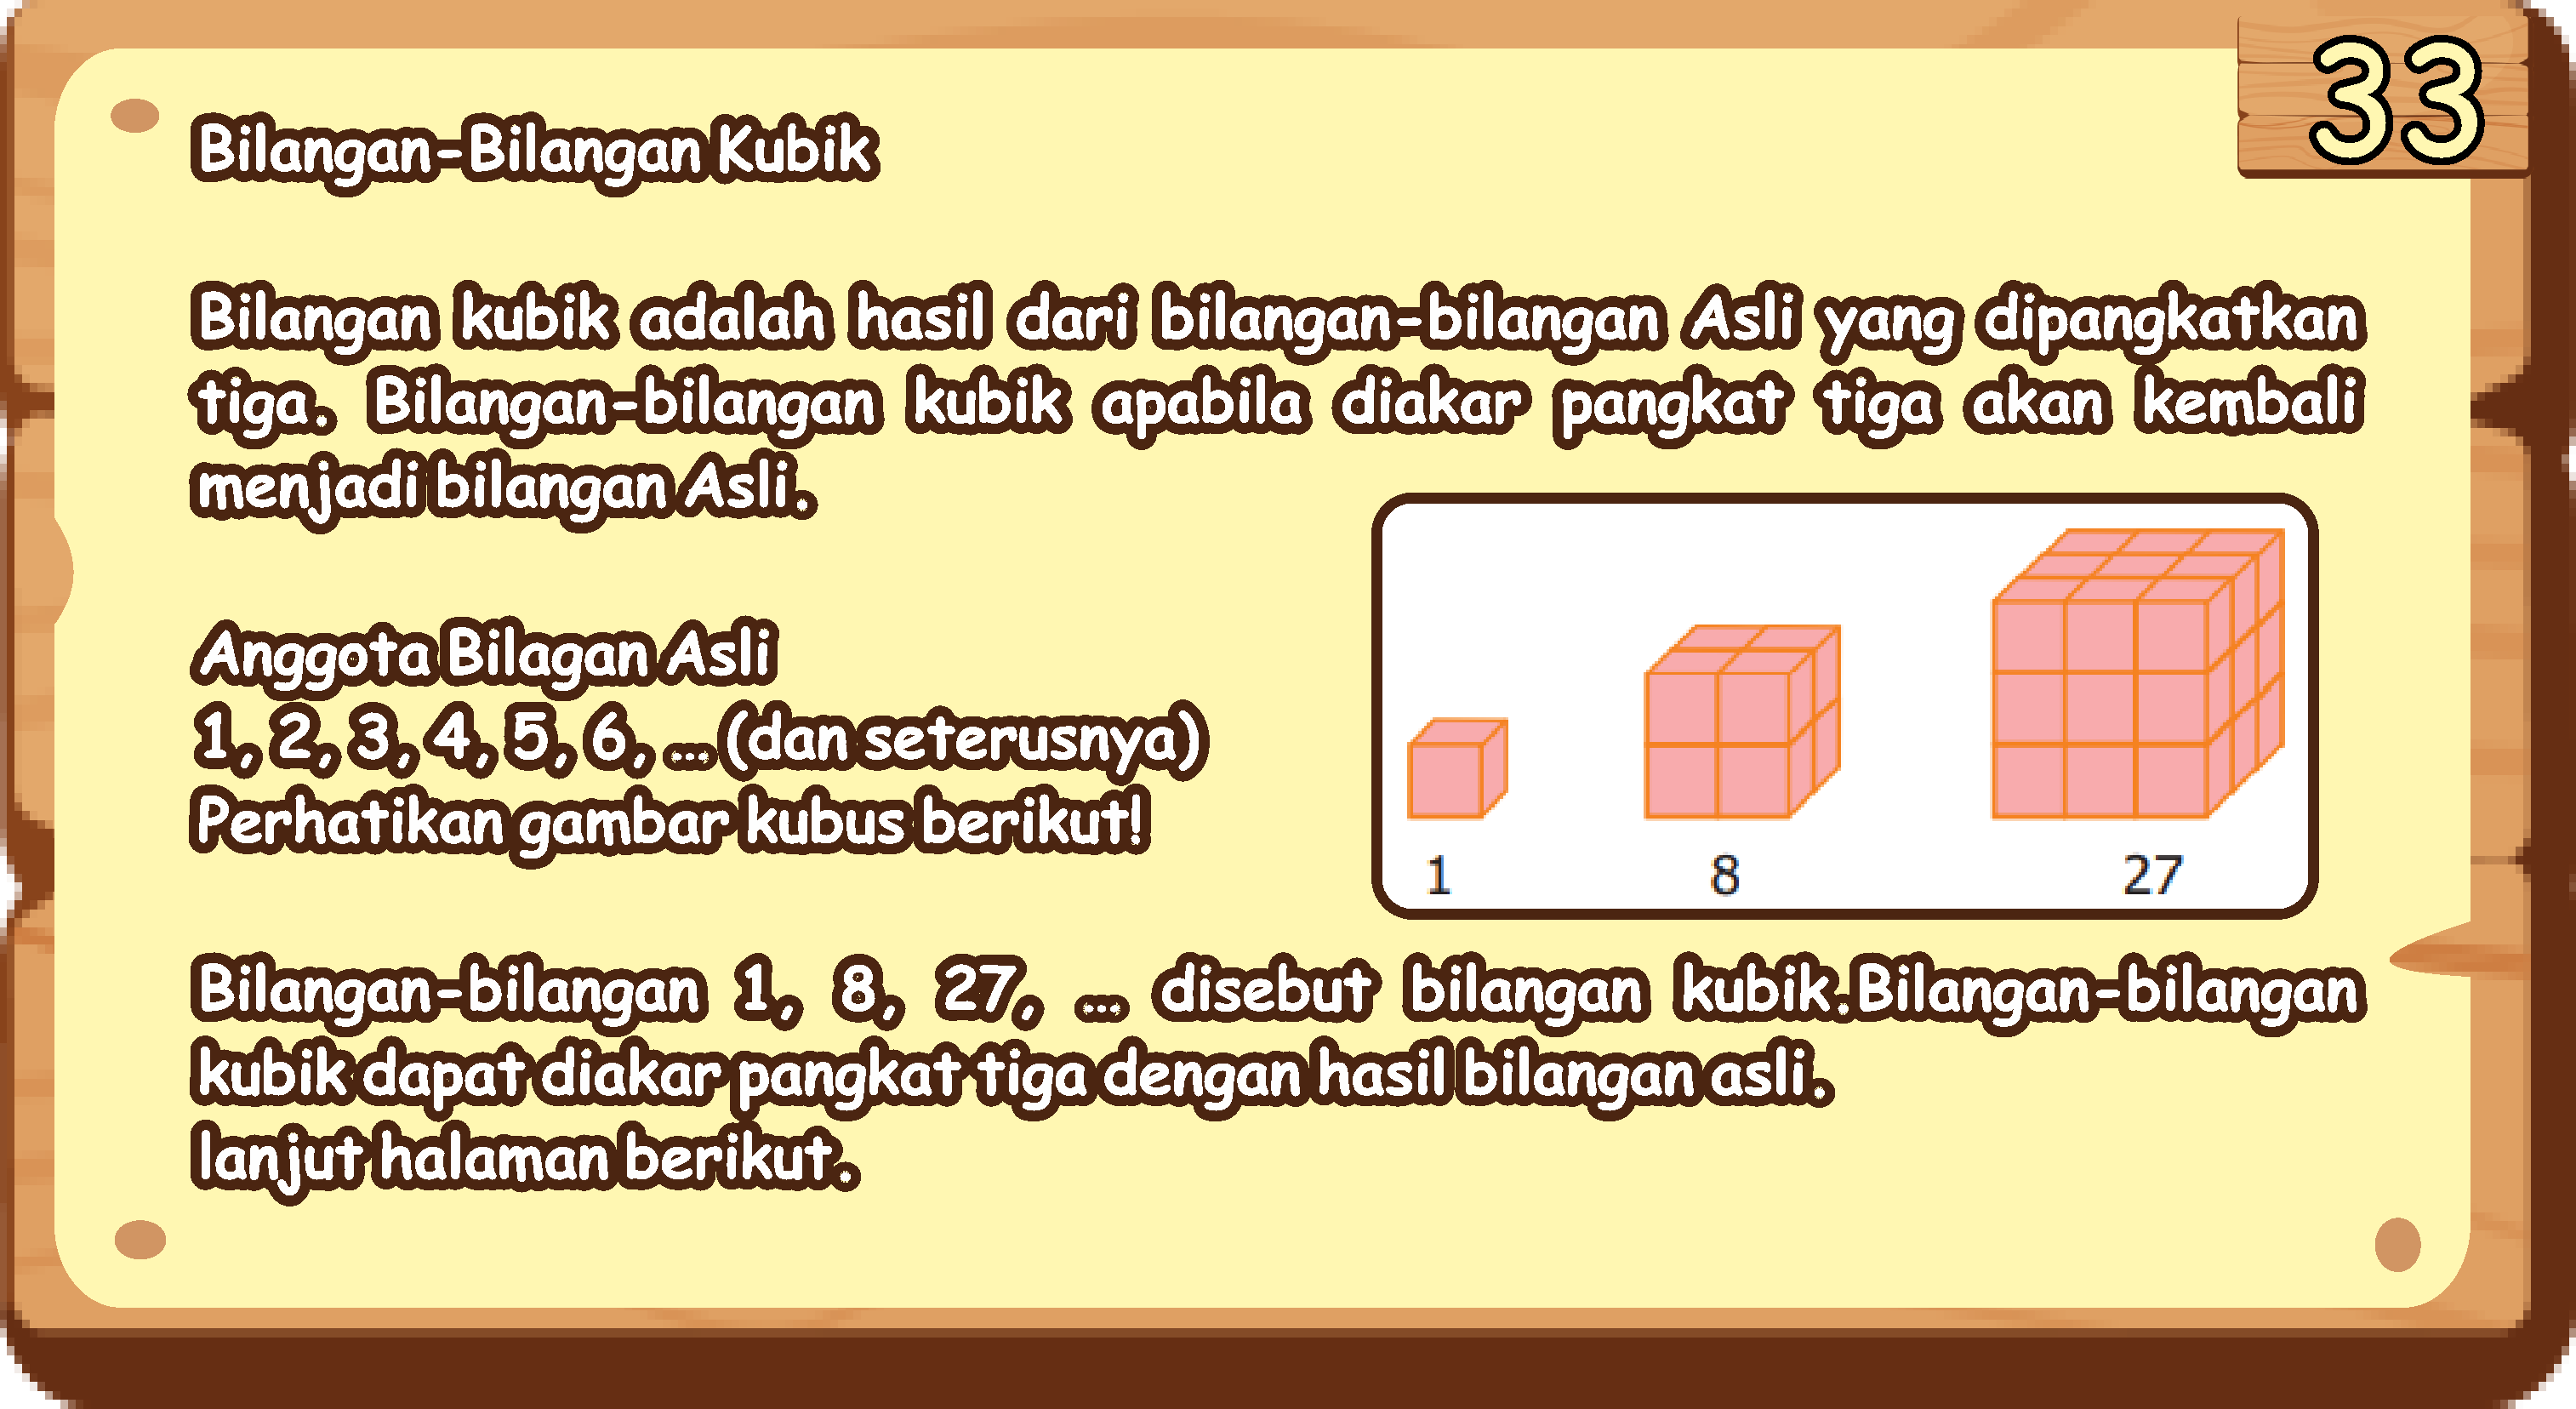 33
Bilangan-Bilangan Kubik
Bilangan kubik adalah hasil dari bilangan-bilangan Asli yang dipangkatkan
tiga. Bilangan-bilangan kubik apabila diakar pangkat tiga akan kembali
menjadi bilangan Asli.
Anggota Bilagan Asli
1, 2, 3, 4, 5, 6, ... (dan seterusnya)
Perhatikan gambar kubus berikut!
1 8 27
Bilangan-bilangan 1, 8, 27, ... disebut bilangan kubik.Bilangan-bilangan
kubik dapat diakar pangkat tiga dengan hasil bilangan asli.
lanjut halaman berikut.